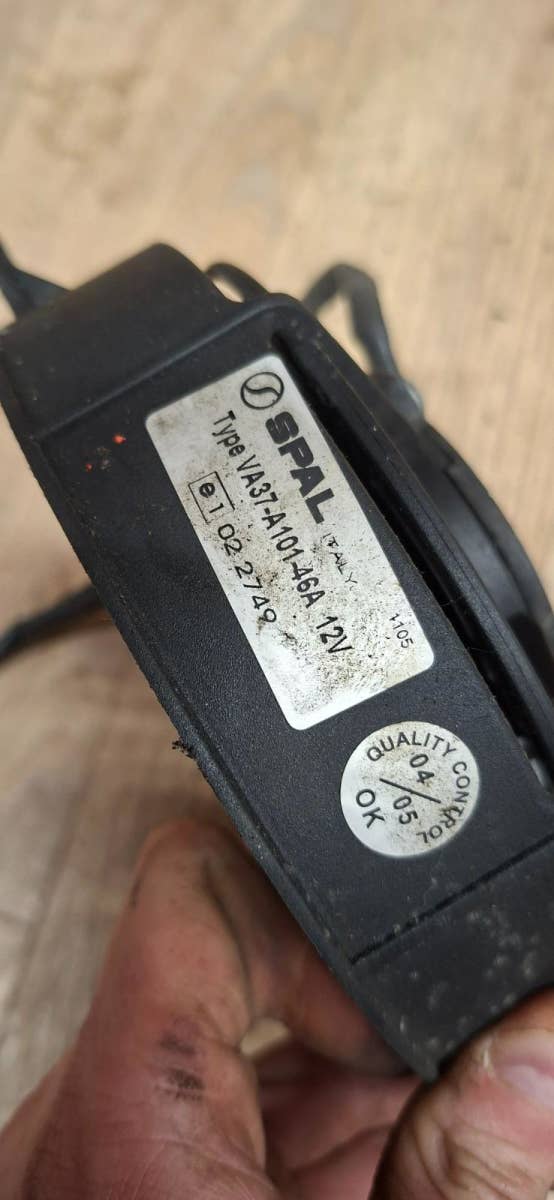 SPAL
ITALY
Type VA37-A101-46A 12V
e1 02 2749
1105
QUALITY CONTROL
04/05
OK